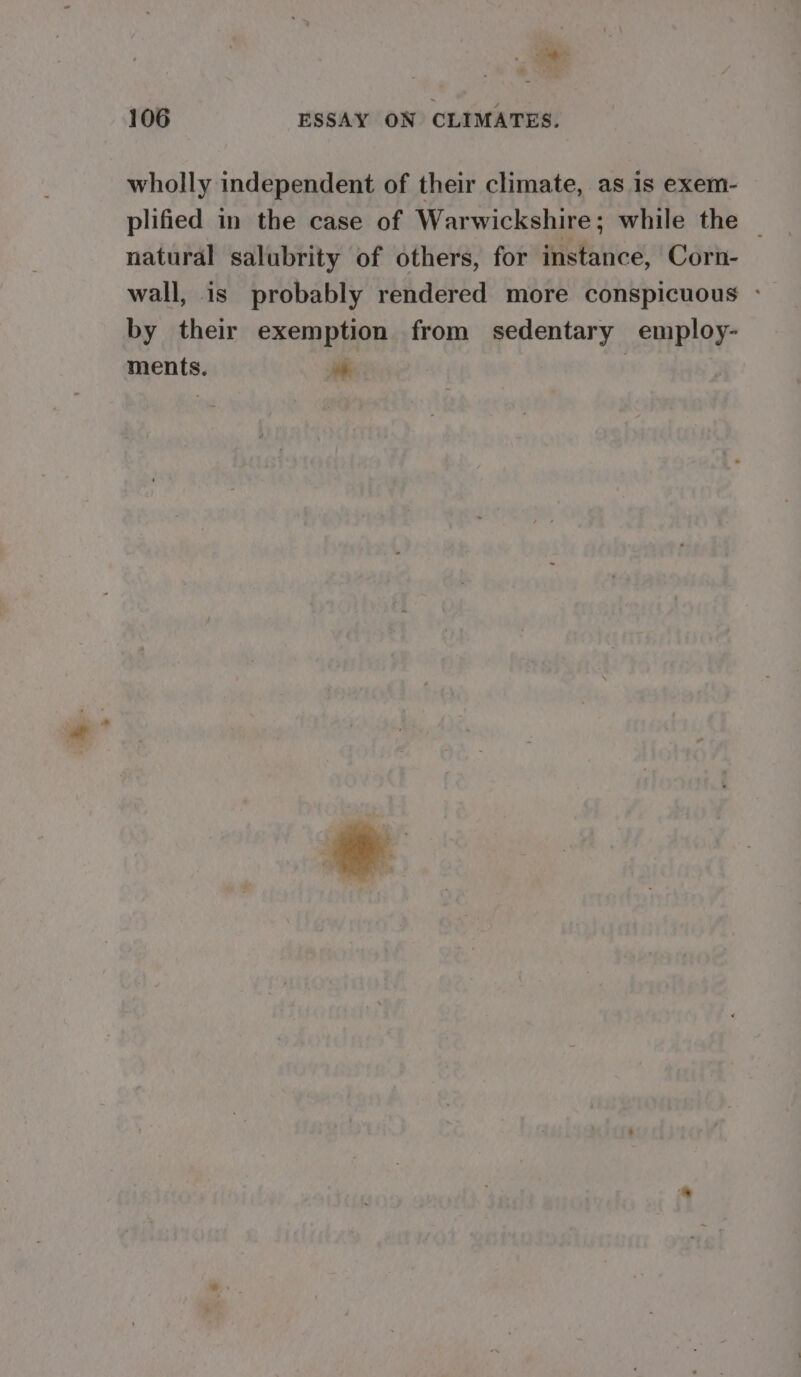 106 ESSAY ON CLIMATES.
wholly independent of their climate, as is exem-
plified in the case of Warwickshire; while the
natural salubrity of others, for instance, Corn-
wall, is probably rendered more conspicuous
by their exemption from sedentary employ-
ments.